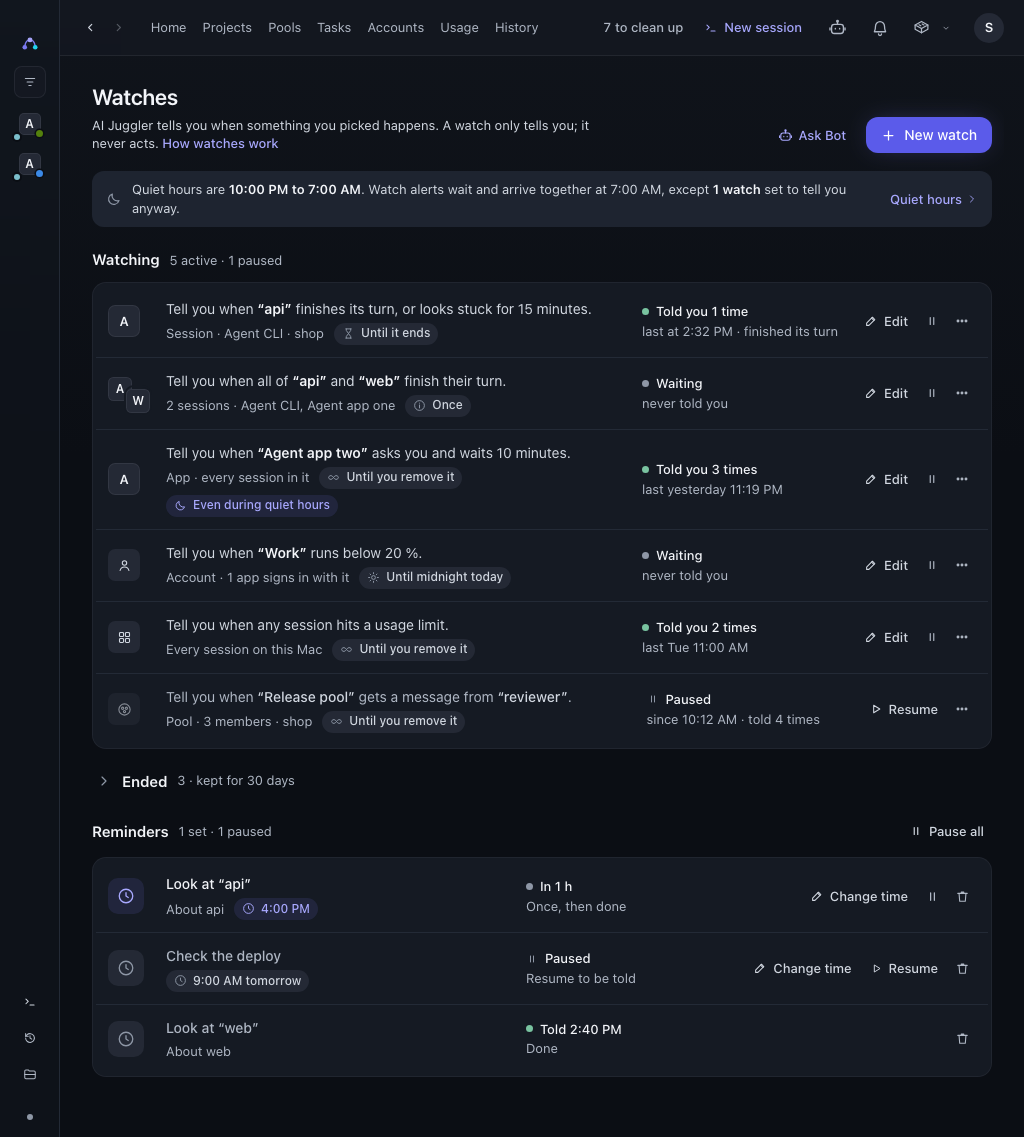 Home Projects Pools Tasks Accounts Usage History 7 to clean up New session S
A
A
Watches
AI Juggler tells you when something you picked happens. A watch only tells you; it
never acts. How watches work
Ask Bot
New watch
Quiet hours are 10:00 PM to 7:00 AM. Watch alerts wait and arrive together at 7:00 AM, except 1 watch set to tell you
anyway.
Quiet hours
Watching 5 active · 1 paused
A
Tell you when “api” finishes its turn, or looks stuck for 15 minutes.
Session · Agent CLI · shop Until it ends
Told you 1 time
last at 2:32 PM · finished its turn
Edit
A
W
Tell you when all of “api” and “web” finish their turn.
2 sessions · Agent CLI, Agent app one Once
Waiting
never told you
Edit
A
Tell you when “Agent app two” asks you and waits 10 minutes.
App · every session in it Until you remove it
Even during quiet hours
Told you 3 times
last yesterday 11:19 PM
Edit
Tell you when “Work” runs below 20 %.
Account · 1 app signs in with it Until midnight today
Waiting
never told you
Edit
Tell you when any session hits a usage limit.
Every session on this Mac Until you remove it
Told you 2 times
last Tue 11:00 AM
Edit
Tell you when “Release pool” gets a message from “reviewer”.
Pool · 3 members · shop Until you remove it
Paused
since 10:12 AM · told 4 times
Resume
Ended 3 · kept for 30 days
Reminders 1 set · 1 paused
Pause all
Look at “api”
About api 4:00 PM
In 1 h
Once, then done
Change time
Check the deploy
9:00 AM tomorrow
Paused
Resume to be told
Change time
Resume
Look at “web”
About web
Told 2:40 PM
Done